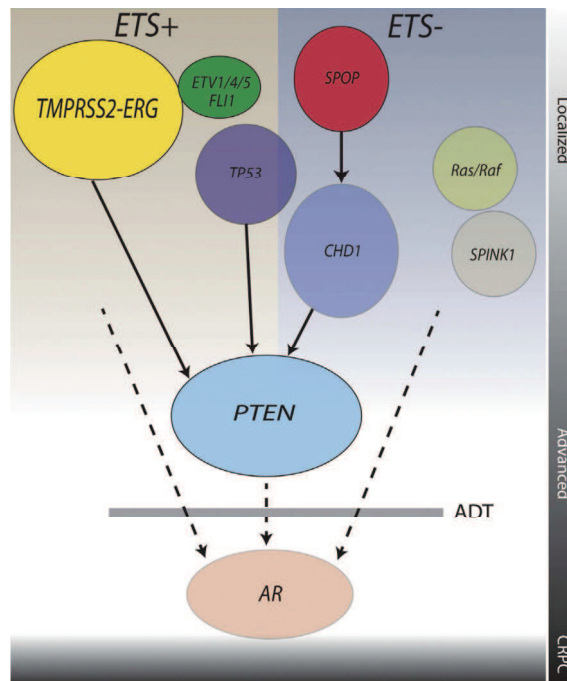 ETS+
ETS-
TMPRSS2-ERG
ETV1/4/5
FLI1
SPOP
TP53
Ras/Raf
CHD1
SPINK1
PTEN
ADT
AR
Localized
Advanced
CRPC